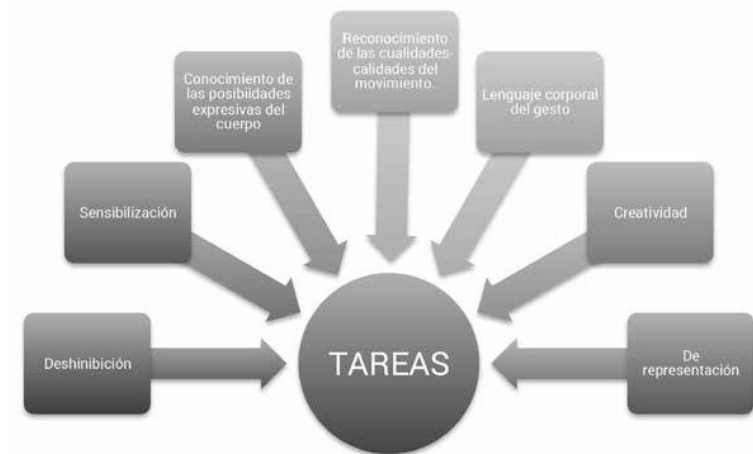 Deshinibición
Sensibilización
Conocimiento de
las posibiidades
expresivas del
cuerpo
Reconocimiento
de las cualidades-
calidades del
movimiento.
Lenguaje corporal
del gesto
Creatividad
De
representación
TAREAS